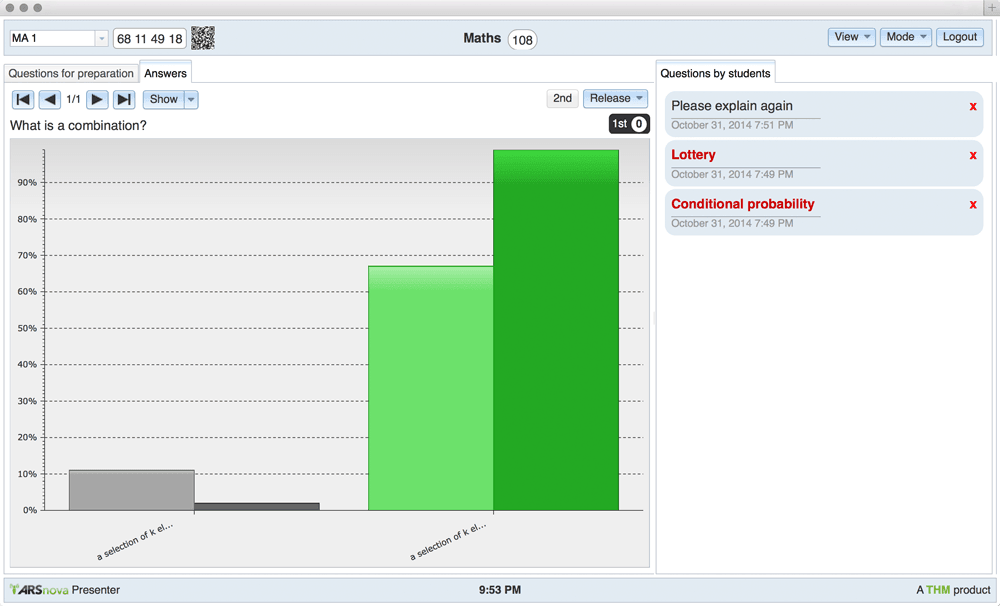 MA 1
68 11 49 18
Maths 108
View
Mode
Logout
Questions for preparation
Answers
1/1
Show
2nd
Release
What is a combination?
1st 0
90%
80%
70%
60%
50%
40%
30%
20%
10%
0%
a selection of k el...
a selection of k el...
Questions by students
Please explain again
x
October 31, 2014 7:51 PM
Lottery
x
October 31, 2014 7:49 PM
Conditional probability
x
October 31, 2014 7:49 PM
ARSnova Presenter
9:53 PM
A THM product